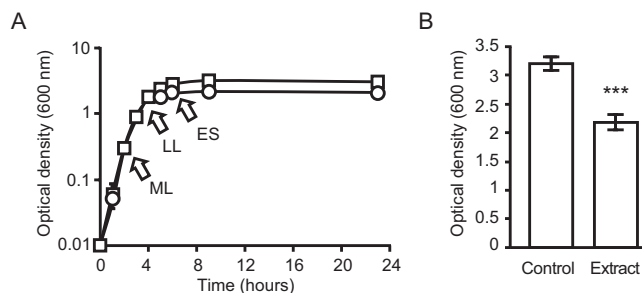 A
Optical density (600 nm)
10
1
0.1
0.01
LL
ES
ML
0 4 8 12 16 20 24
Time (hours)
B
Optical density (600 nm)
3.5
3
2.5
2
1.5
1
0.5
0
***
Control Extract